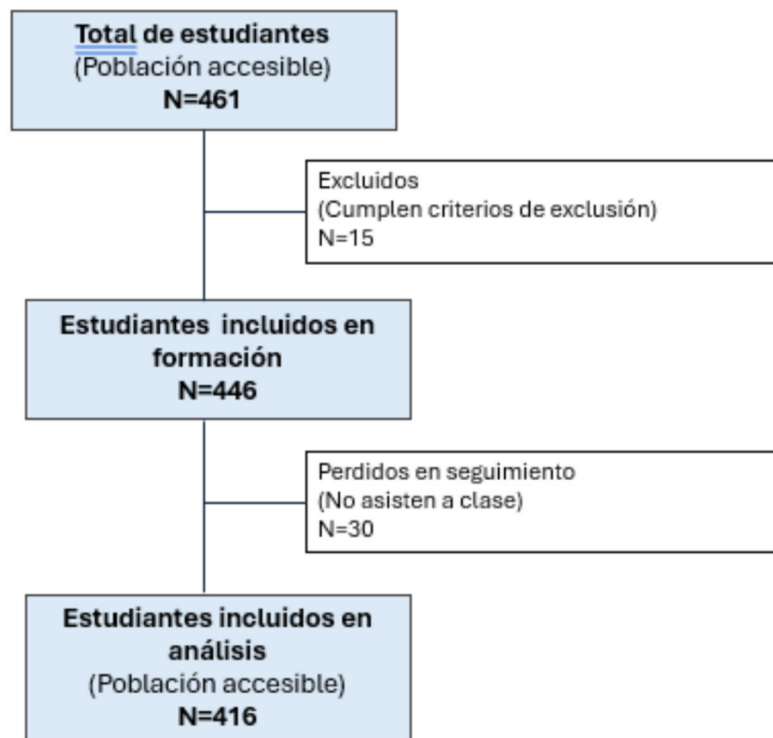 Total de estudiantes
(Población accesible)
N=461
Excluidos
(Cumplen criterios de exclusión)
N=15
Estudiantes incluidos en
formación
N=446
Perdidos en seguimiento
(No asisten a clase)
N=30
Estudiantes incluidos en
análisis
(Población accesible)
N=416